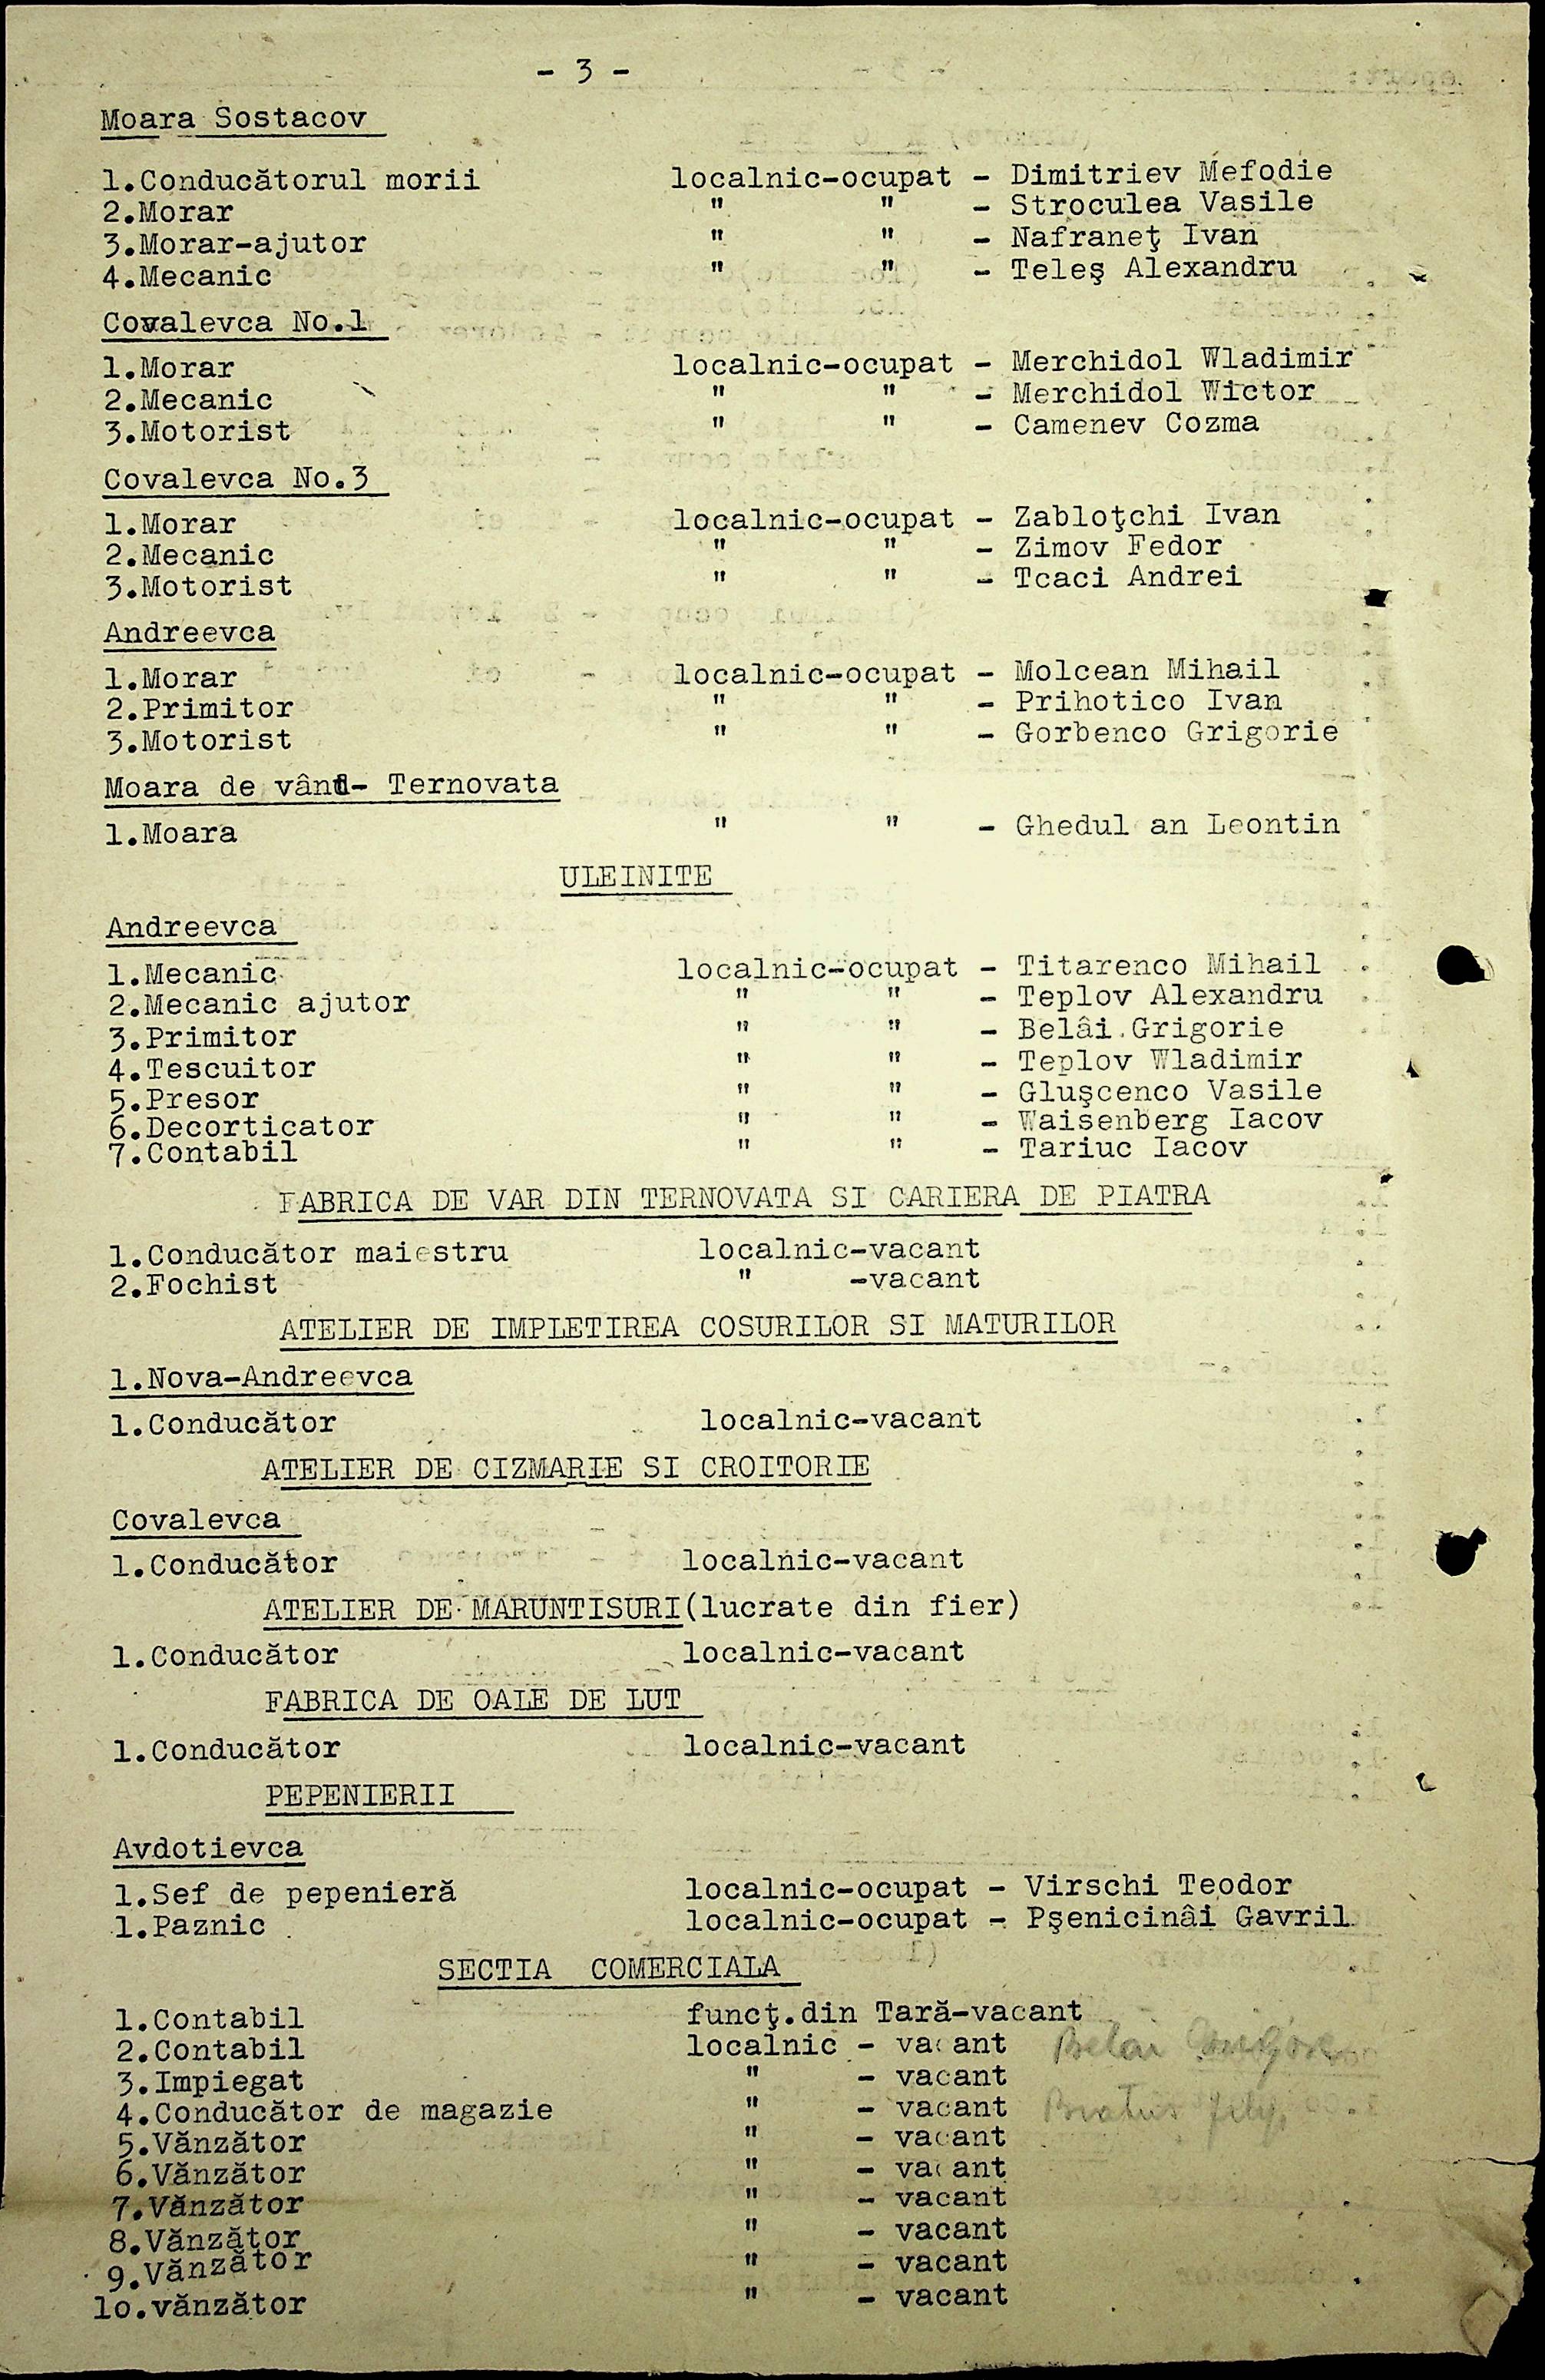 - 3 -
Moara Sostacov
1.Conducătorul morii localnic-ocupat - Dimitriev Mefodie
2.Morar " " - Stroculea Vasile
3.Morar-ajutor " " - Nafraneţ Ivan
4.Mecanic " " - Teleş Alexandru
Covalevca No.1
1.Morar localnic-ocupat - Merchidol Wladimir
2.Mecanic " " - Merchidol Wictor
3.Motorist " " - Camenev Cozma
Covalevca No.3
1.Morar localnic-ocupat - Zabloţchi Ivan
2.Mecanic " " - Zimov Fedor
3.Motorist " " - Tcaci Andrei
Andreevca
1.Morar localnic-ocupat - Molcean Mihail
2.Primitor " " - Prihotico Ivan
3.Motorist " " - Gorbenco Grigorie
Moara de vânt- Ternovata
1.Moara " " - Ghedul an Leontin
ULEINITE
Andreevca
1.Mecanic localnic-ocupat - Titarenco Mihail
2.Mecanic ajutor " " - Teplov Alexandru
3.Primitor " " - Belâi Grigorie
4.Tescuitor " " - Teplov Wladimir
5.Presor " " - Gluşcenco Vasile
6.Decorticator " " - Waisenberg Iacov
7.Contabil " " - Tariuc Iacov
FABRICA DE VAR DIN TERNOVATA SI CARIERA DE PIATRA
1.Conducător maiestru localnic-vacant
2.Fochist " -vacant
ATELIER DE IMPLETIREA COSURILOR SI MATURILOR
1.Nova-Andreevca
1.Conducător localnic-vacant
ATELIER DE CIZMARIE SI CROITORIE
Covalevca
1.Conducător localnic-vacant
ATELIER DE MARUNTISURI(lucrate din fier)
1.Conducător localnic-vacant
FABRICA DE OALE DE LUT
1.Conducător localnic-vacant
PEPENIERII
Avdotievca
1.Sef de pepenieră localnic-ocupat - Virschi Teodor
1.Paznic localnic-ocupat - Pşenicinâi Gavril
SECTIA COMERCIALA
1.Contabil funcţ.din Tară-vacant
2.Contabil localnic - vacant Belai
3.Impiegat " - vacant
4.Conducător de magazie " - vacant
5.Vănzător " - vacant
6.Vănzător " - vacant
7.Vănzător " - vacant
8.Vănzător " - vacant
9.Vănzător " - vacant
10.vănzător " - vacant